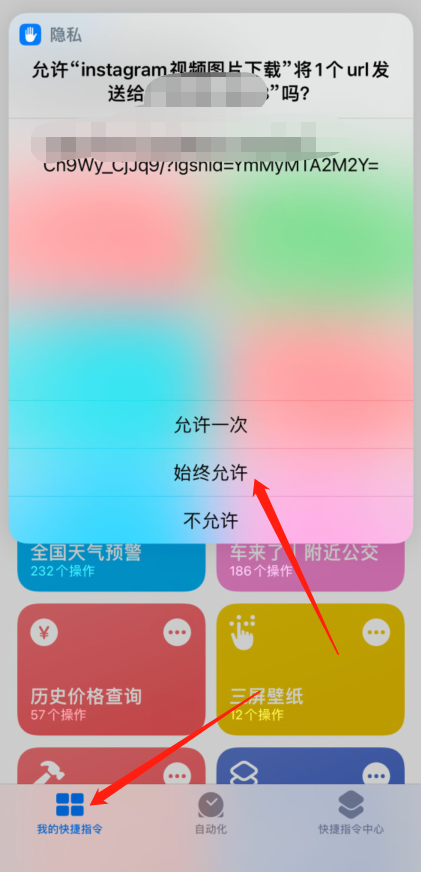 隐私
允许“instagram视频图片下载”将1个url发
送给 ”吗?
Ch9Wy_CjJq9/?igshid=YmMyMTA2M2Y=
允许一次
始终允许
不允许
全国天气预警
车来了 | 附近公交
232个操作
186个操作
历史价格查询
三屏壁纸
57个操作
12个操作
我的快捷指令
自动化
快捷指令中心